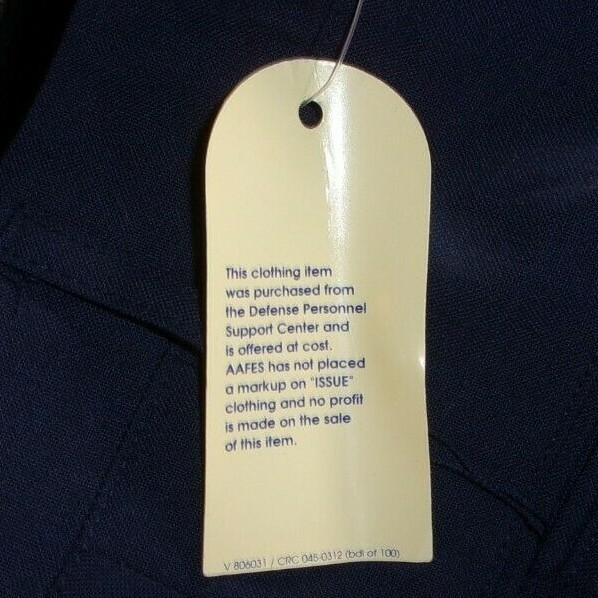 This clothing item
was purchased from
the Defense Personnel
Support Center and
is offered at cost.
AAFES has not placed
a markup on "ISSUE"
clothing and no profit
is made on the sale
of this item.
V 806031 / CRC 045-0312 (bdl of 100)